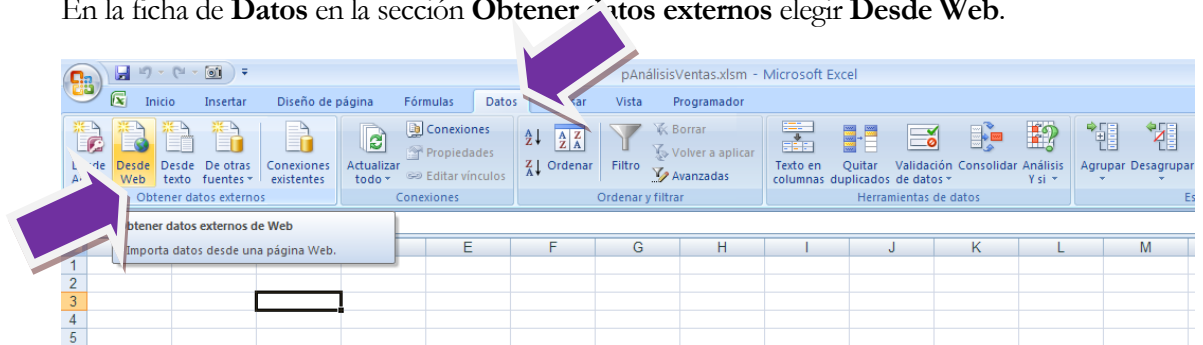 En la ficha de Datos en la sección Obtener datos externos elegir Desde Web.
pAnálisisVentas.xlsm - Microsoft Excel
Inicio Insertar Diseño de página Fórmulas Datos Vista Programador
Desde Web
Desde texto
De otras fuentes
Conexiones existentes
Obtener datos externos
Actualizar todo
Conexiones
Propiedades
Editar vínculos
Conexiones
Ordenar
Filtro
Borrar
Volver a aplicar
Avanzadas
Ordenar y filtrar
Texto en columnas
Quitar duplicados
Validación de datos
Consolidar
Análisis Y si
Herramientas de datos
Agrupar
Desagrupar
Es
btener datos externos de Web
Importa datos desde una página Web.
E F G H I J K L M
1
2
3
4
5